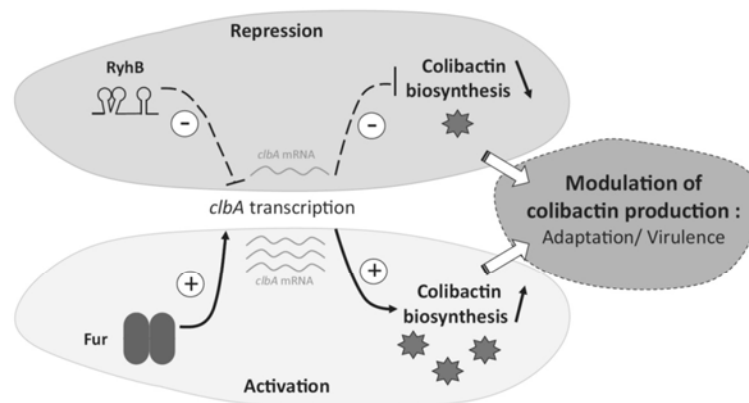 Repression
RyhB
Colibactin
biosynthesis
−
−
clbA mRNA
Modulation of
colibactin production :
Adaptation/ Virulence
clbA transcription
clbA mRNA
+
+
Colibactin
biosynthesis
Fur
Activation